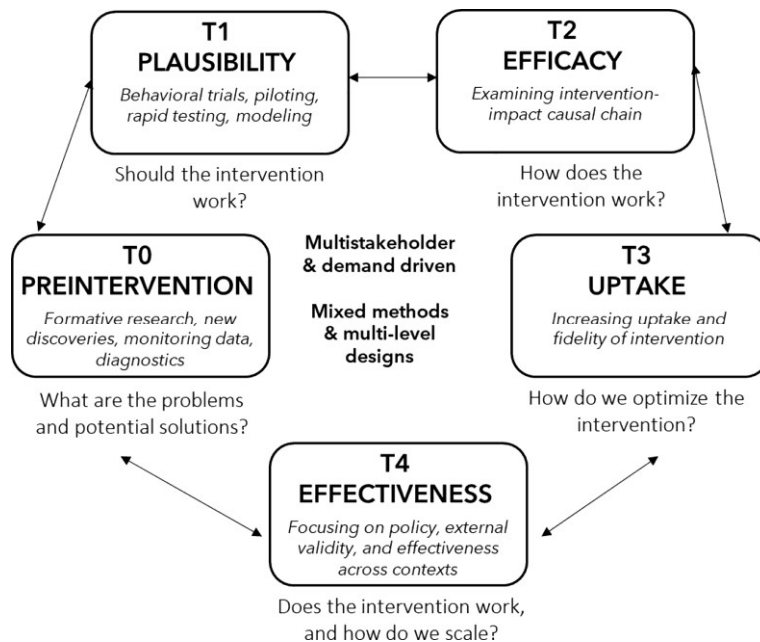 T1
PLAUSIBILITY
Behavioral trials, piloting,
rapid testing, modeling
Should the intervention
work?
T2
EFFICACY
Examining intervention-
impact causal chain
How does the
intervention work?
T0
PREINTERVENTION
Formative research, new
discoveries, monitoring data,
diagnostics
What are the problems
and potential solutions?
Multistakeholder
& demand driven
Mixed methods
& multi-level
designs
T3
UPTAKE
Increasing uptake and
fidelity of intervention
How do we optimize the
intervention?
T4
EFFECTIVENESS
Focusing on policy, external
validity, and effectiveness
across contexts
Does the intervention work,
and how do we scale?